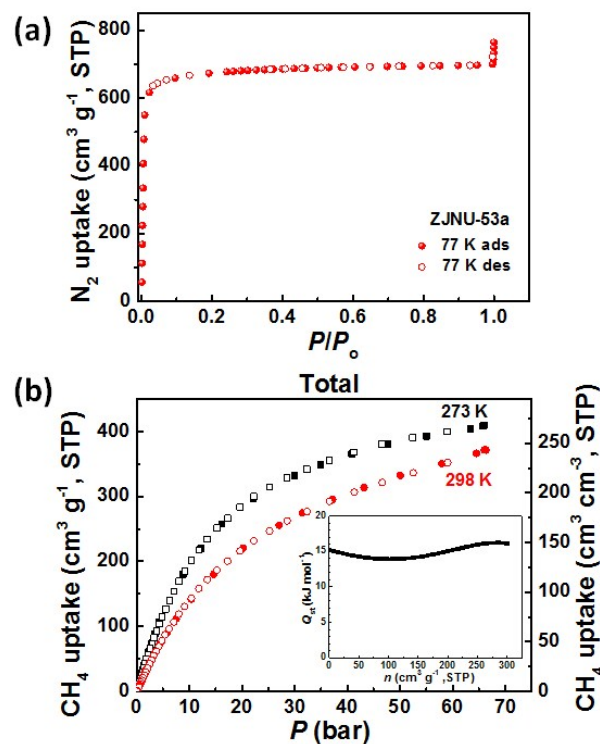 (a)
800
600
400
200
0
N₂ uptake (cm³ g⁻¹, STP)
ZJNU-53a
77 K ads
77 K des
0.0 0.2 0.4 0.6 0.8 1.0
P/Pₒ
(b)
Total
400
300
200
100
0
CH₄ uptake (cm³ g⁻¹, STP)
273 K
298 K
250
200
150
100
50
0
CH₄ uptake (cm³ cm⁻³, STP)
20
15
10
5
0
Qst (kJ mol⁻)
0 50 100 150 200 250 300
n (cm³ g⁻¹ ,STP)
0 10 20 30 40 50 60 70
P (bar)